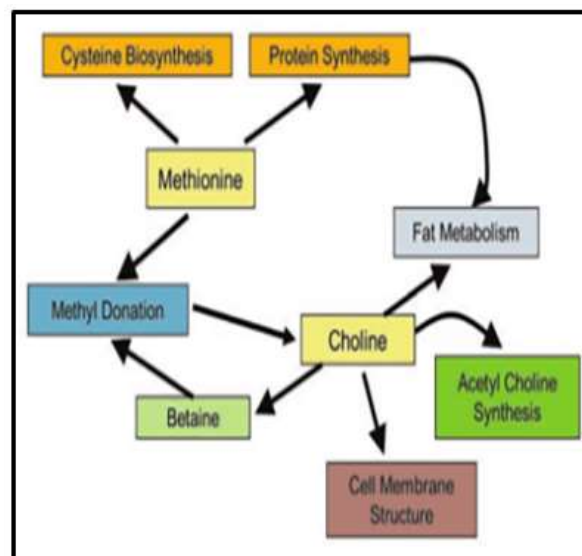 Cysteine Biosynthesis
Protein Synthesis
Methionine
Fat Metabolism
Methyl Donation
Choline
Acetyl Choline
Synthesis
Betaine
Cell Membrane
Structure